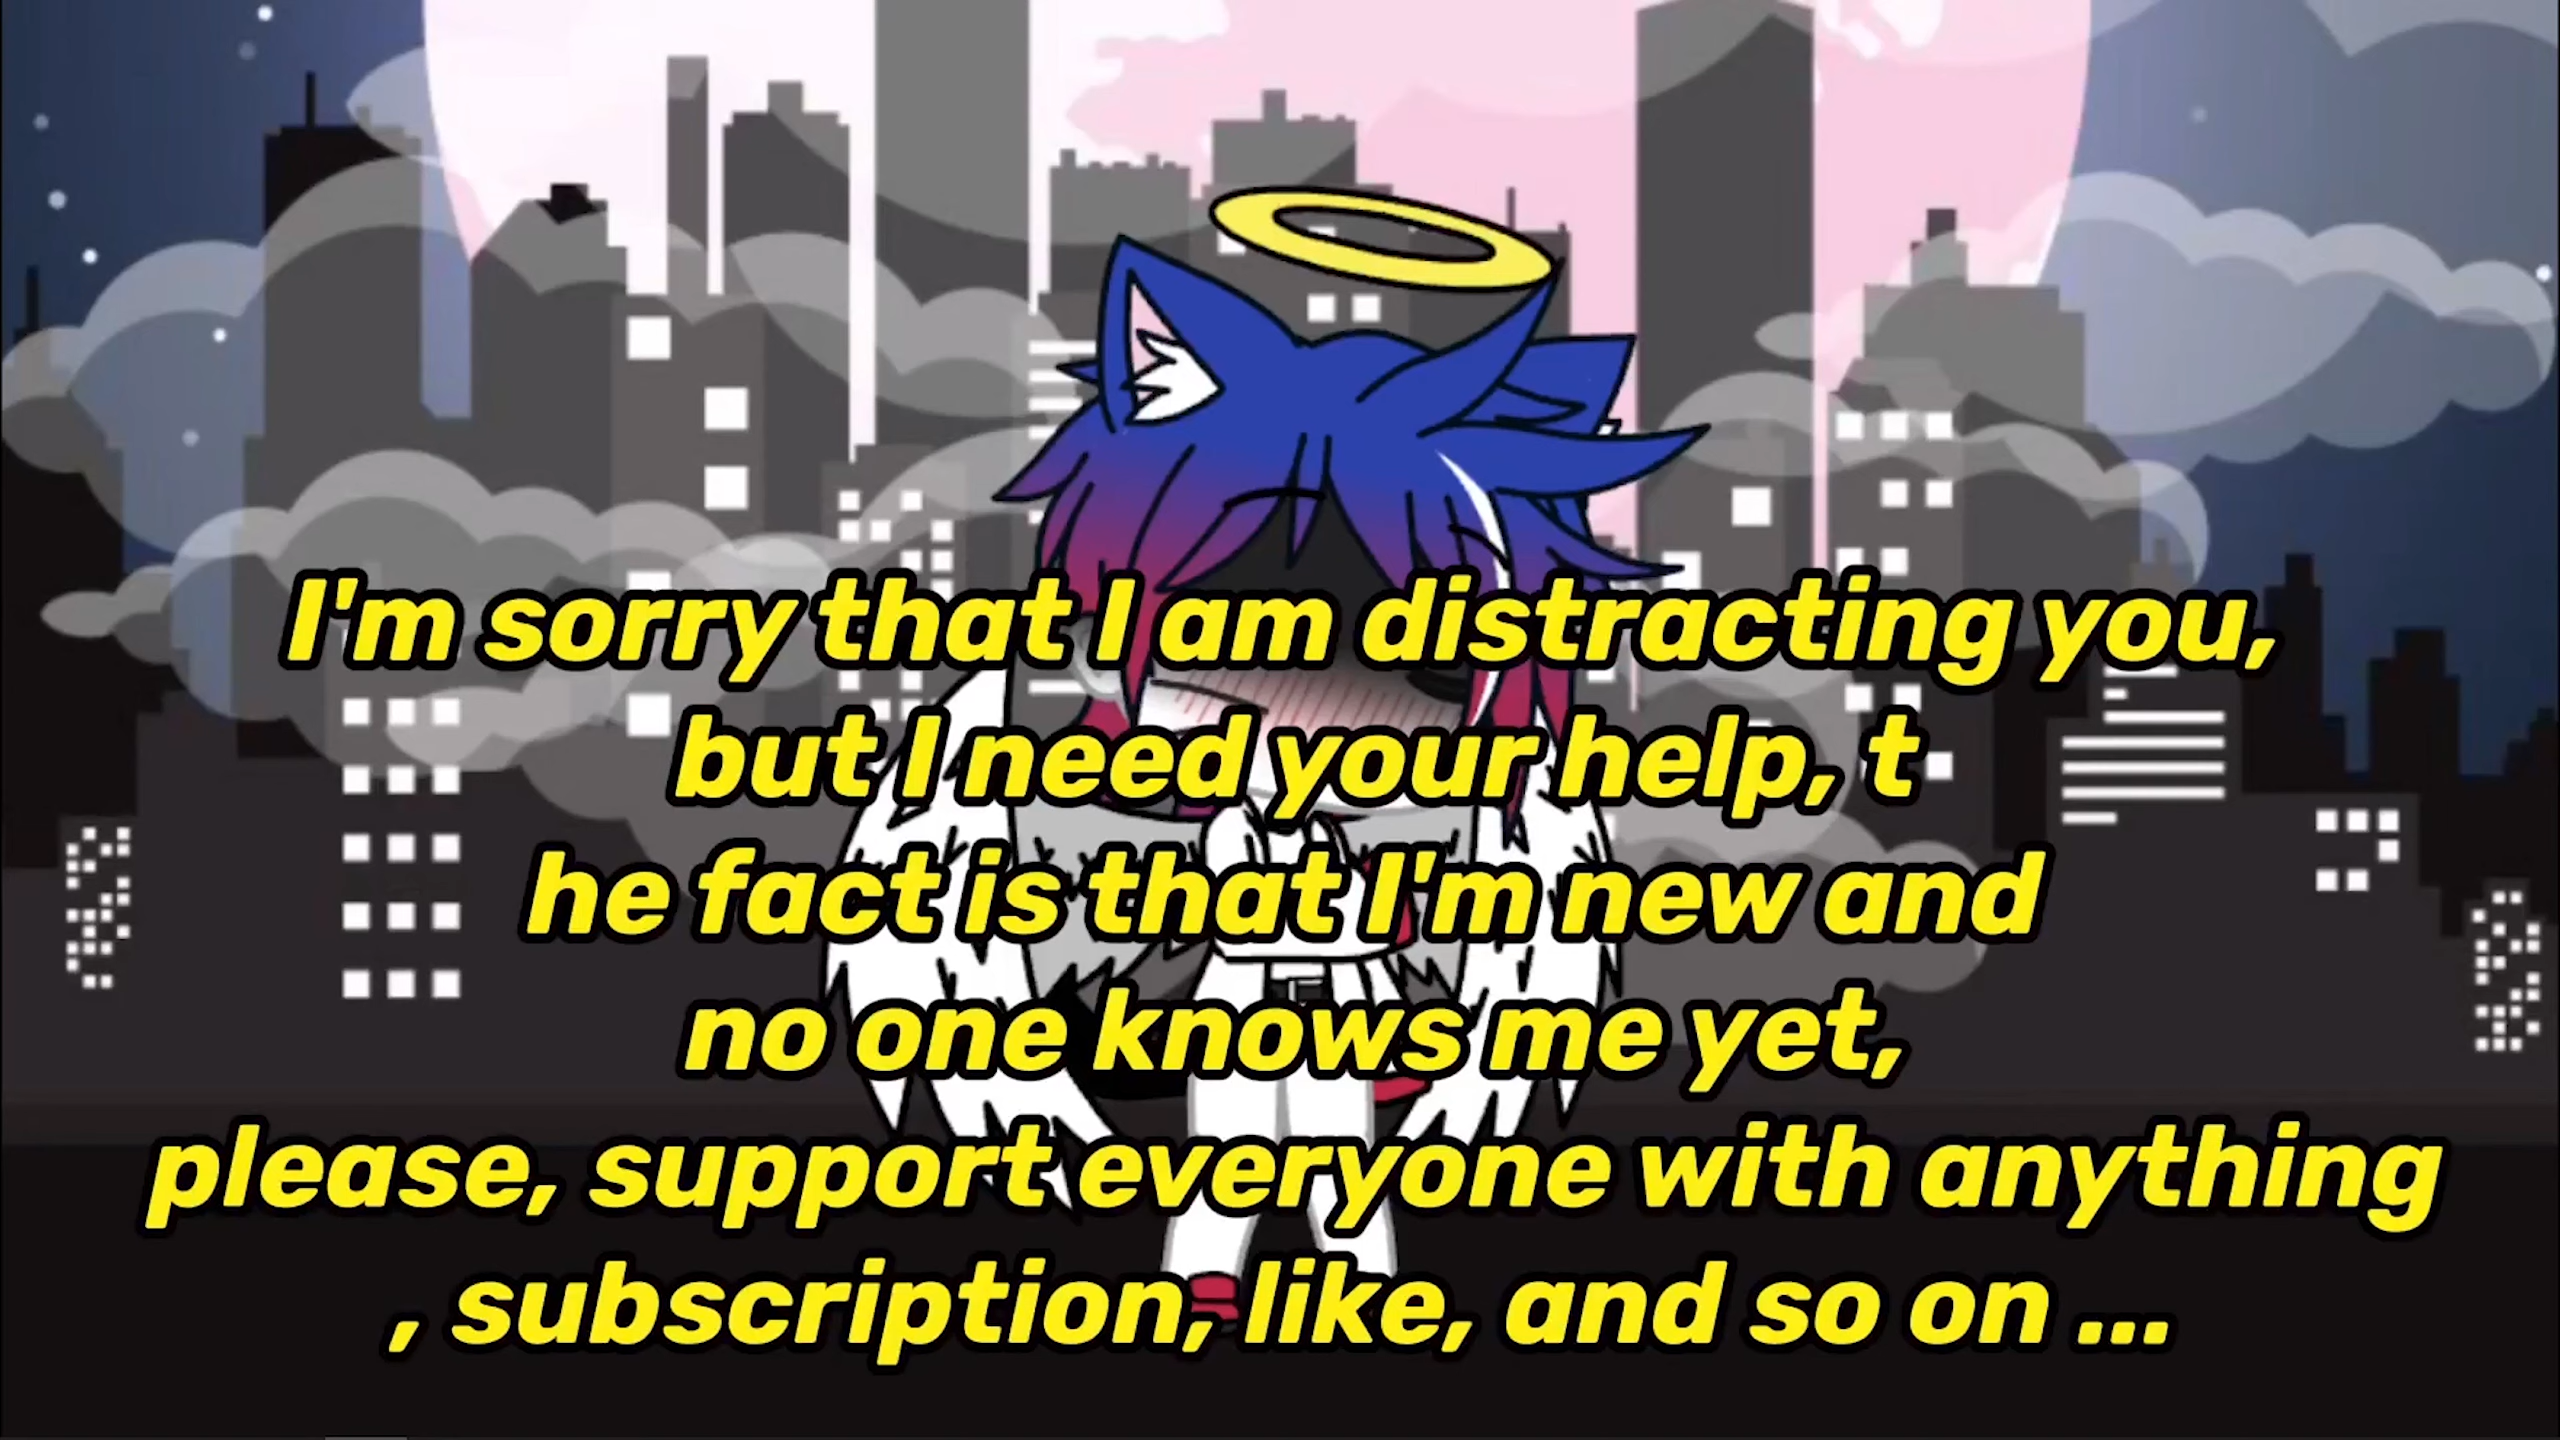 I'm sorry that I am distracting you,
but I need your help, t
he fact is that I'm new and
no one knows me yet,
please, support everyone with anything
, subscription, like, and so on ...